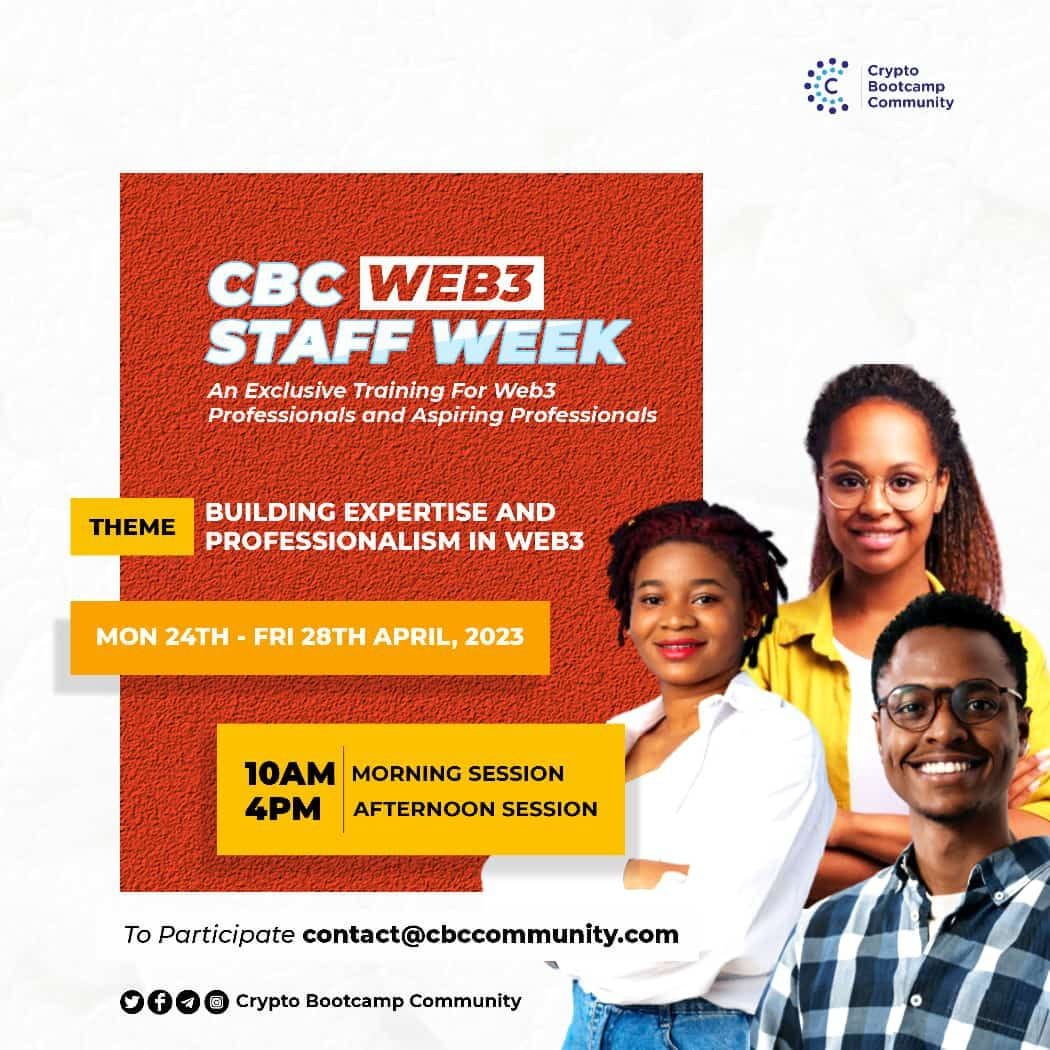 Crypto
Bootcamp
Community
CBC WEB3
STAFF WEEK
An Exclusive Training For Web3
Professionals and Aspiring Professionals
THEME
BUILDING EXPERTISE AND
PROFESSIONALISM IN WEB3
MON 24TH - FRI 28TH APRIL, 2023
10AM MORNING SESSION
4PM AFTERNOON SESSION
To Participate contact@cbccommunity.com
Crypto Bootcamp Community